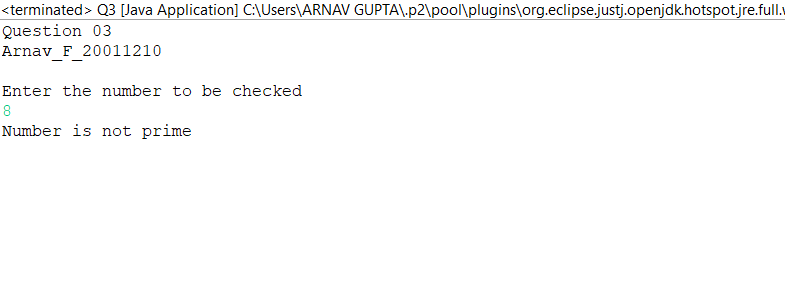 <terminated> Q3 [Java Application] C:\Users\ARNAV GUPTA\.p2\pool\plugins\org.eclipse.justj.openjdk.hotspot.jre.full.
Question 03
Arnav_F_20011210
Enter the number to be checked
8
Number is not prime